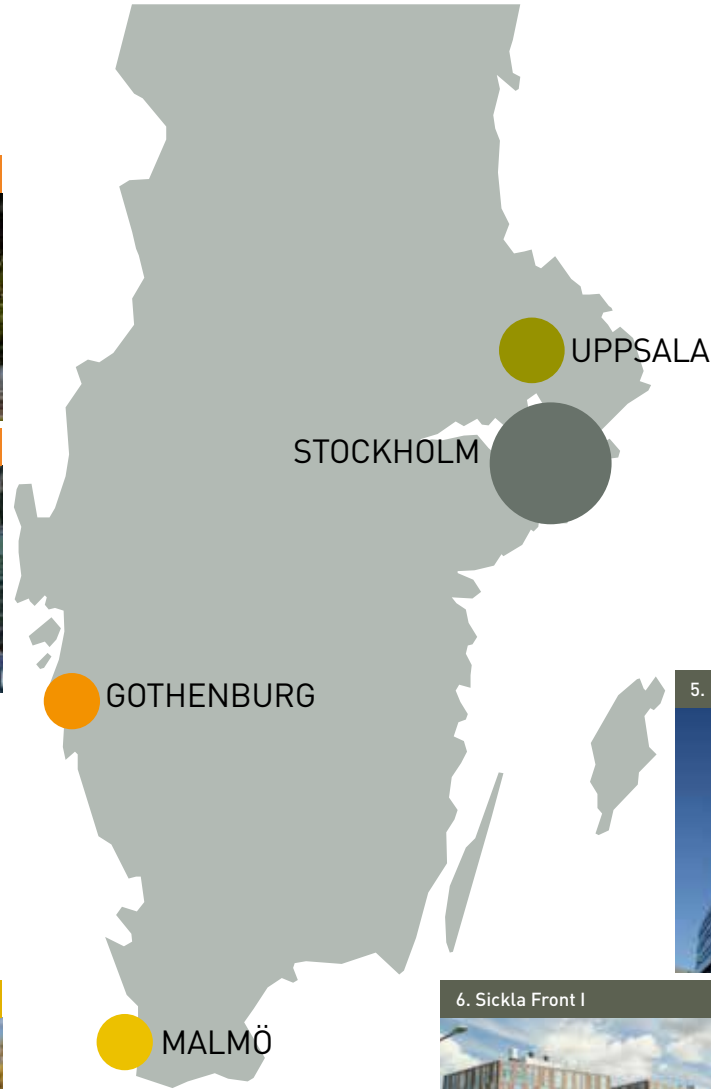 UPPSALA
STOCKHOLM
GOTHENBURG
5.
6. Sickla Front I
MALMÖ